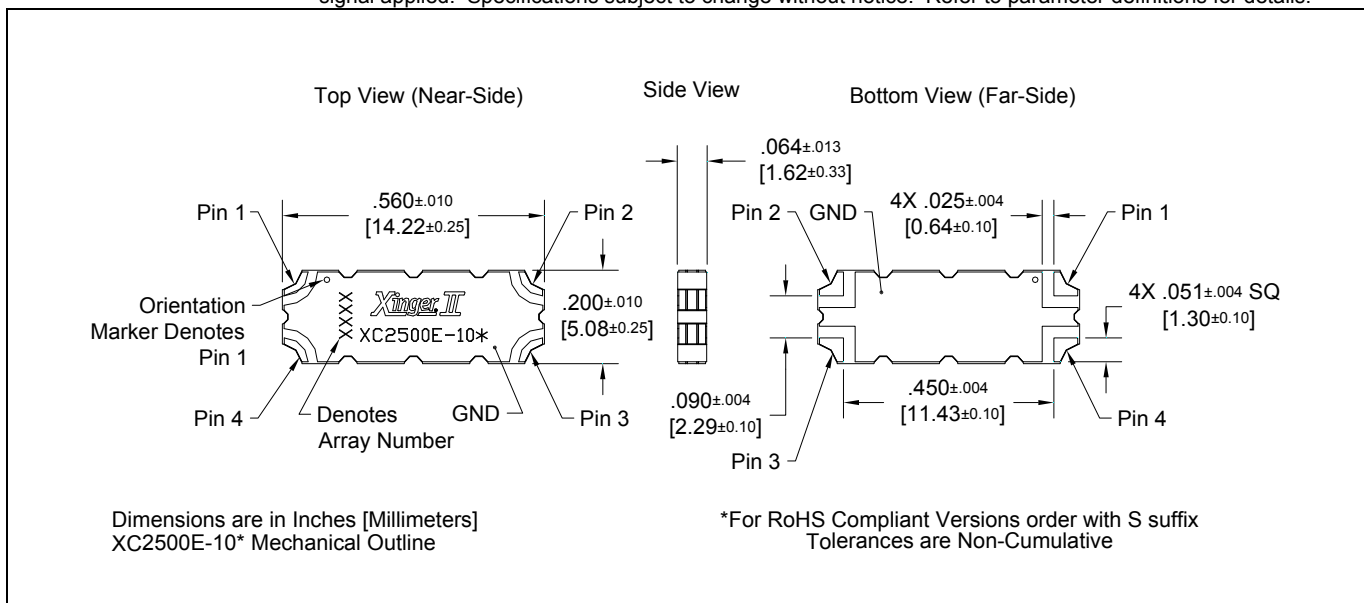 signal applied. Specifications subject to change without notice. Refer to parameter definitions for details.
Top View (Near-Side)
Side View
Bottom View (Far-Side)
.064±.013
[1.62±0.33]
Pin 1
.560±.010
[14.22±0.25]
Pin 2
Pin 2
GND
4X .025±.004
[0.64±0.10]
Pin 1
Orientation
Marker Denotes
Pin 1
XXXX
Xinger II
XC2500E-10*
.200±.010
[5.08±0.25]
4X .051±.004 SQ
[1.30±0.10]
Pin 4
Denotes
Array Number
GND
Pin 3
.090±.004
[2.29±0.10]
.450±.004
[11.43±0.10]
Pin 4
Pin 3
Dimensions are in Inches [Millimeters]
XC2500E-10* Mechanical Outline
*For RoHS Compliant Versions order with S suffix
Tolerances are Non-Cumulative